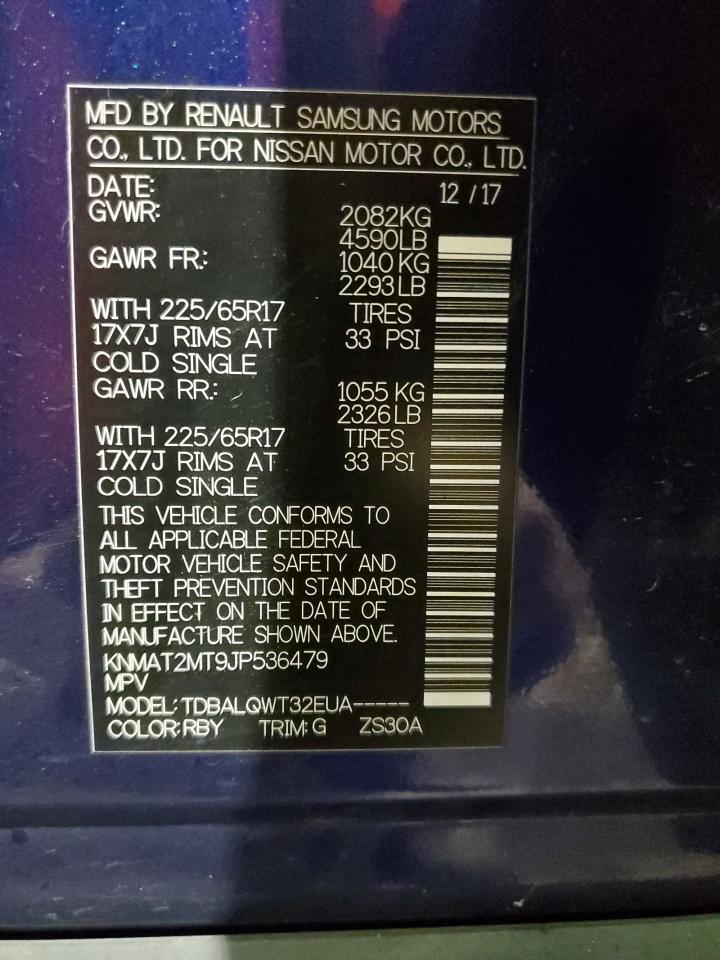 MFD BY RENAULT SAMSUNG MOTORS
CO., LTD. FOR NISSAN MOTOR CO., LTD.
DATE: 12 / 17
GVWR: 2082KG
4590LB
GAWR FR.: 1040 KG
2293 LB
WITH 225/65R17 TIRES
17X7J RIMS AT 33 PSI
COLD SINGLE
GAWR RR.: 1055 KG
2326 LB
WITH 225/65R17 TIRES
17X7J RIMS AT 33 PSI
COLD SINGLE
THIS VEHICLE CONFORMS TO
ALL APPLICABLE FEDERAL
MOTOR VEHICLE SAFETY AND
THEFT PREVENTION STANDARDS
IN EFFECT ON THE DATE OF
MANUFACTURE SHOWN ABOVE.
KNMAT2MT9JP536479
MPV
MODEL: TDBALQWT32EUA-----
COLOR: RBY TRIM: G ZS30A